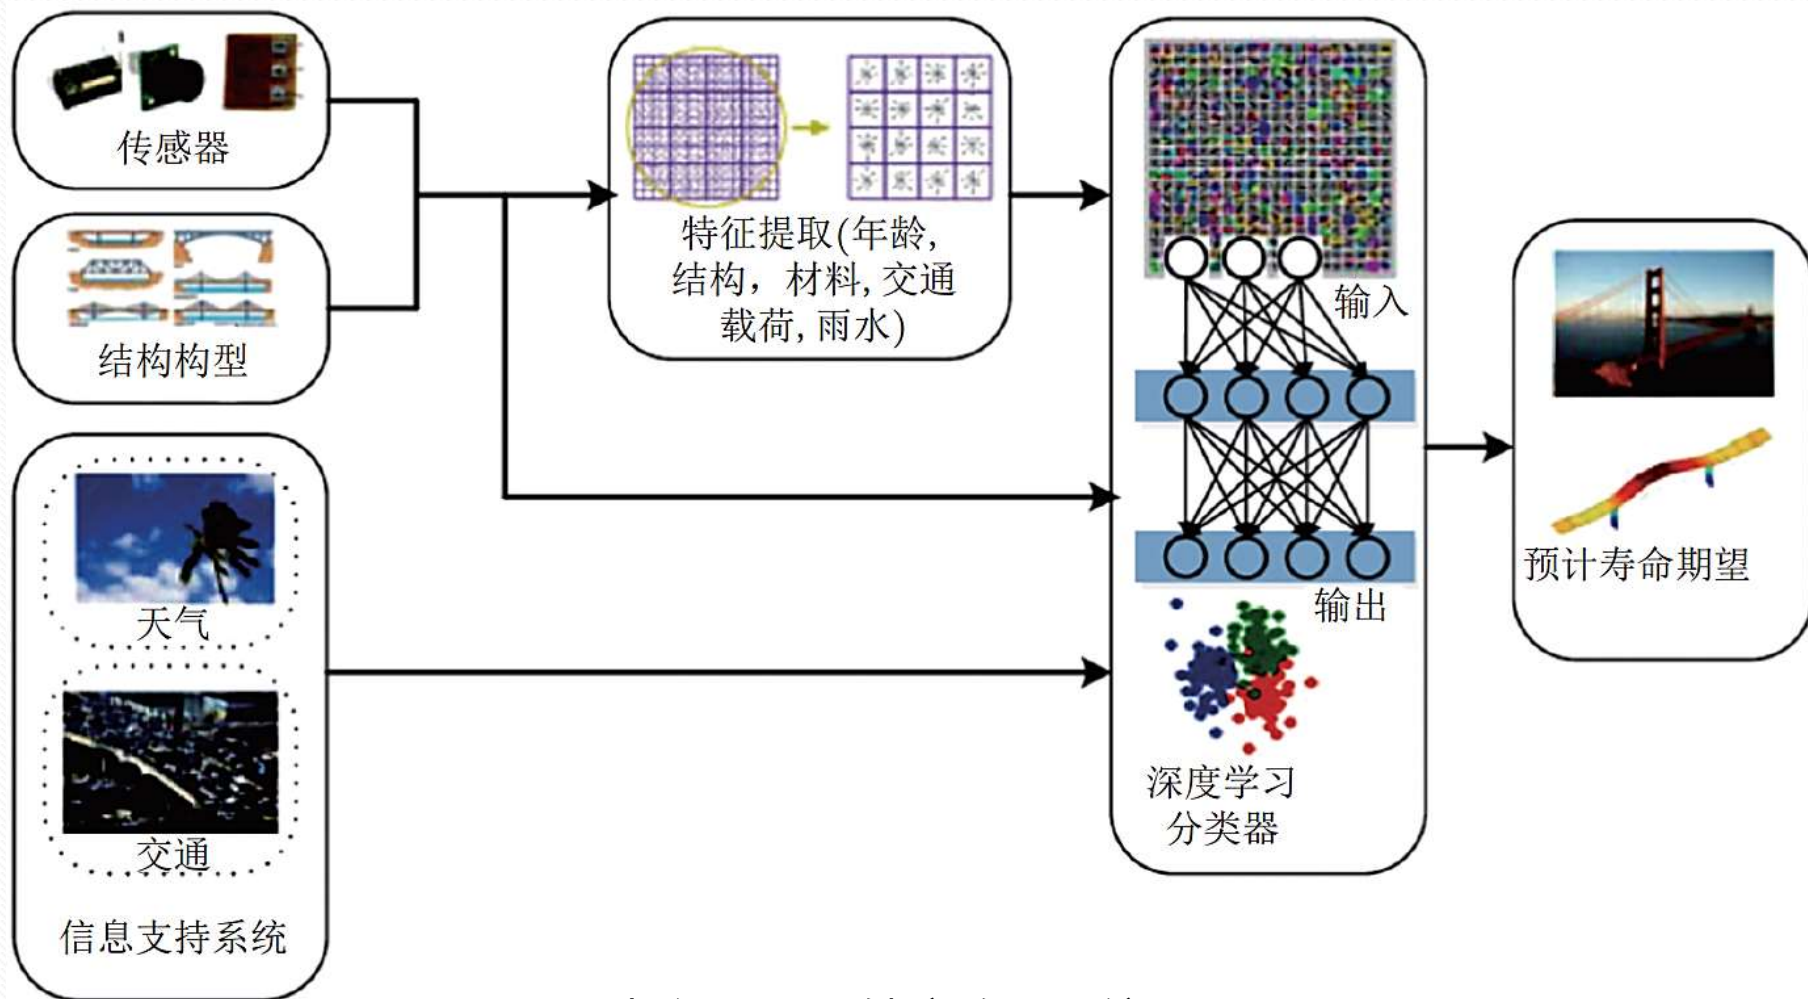 传感器
结构构型
天气
交通
信息支持系统
特征提取(年龄,
结构，材料,交通
载荷,雨水)
输入
输出
深度学习
分类器
预计寿命期望